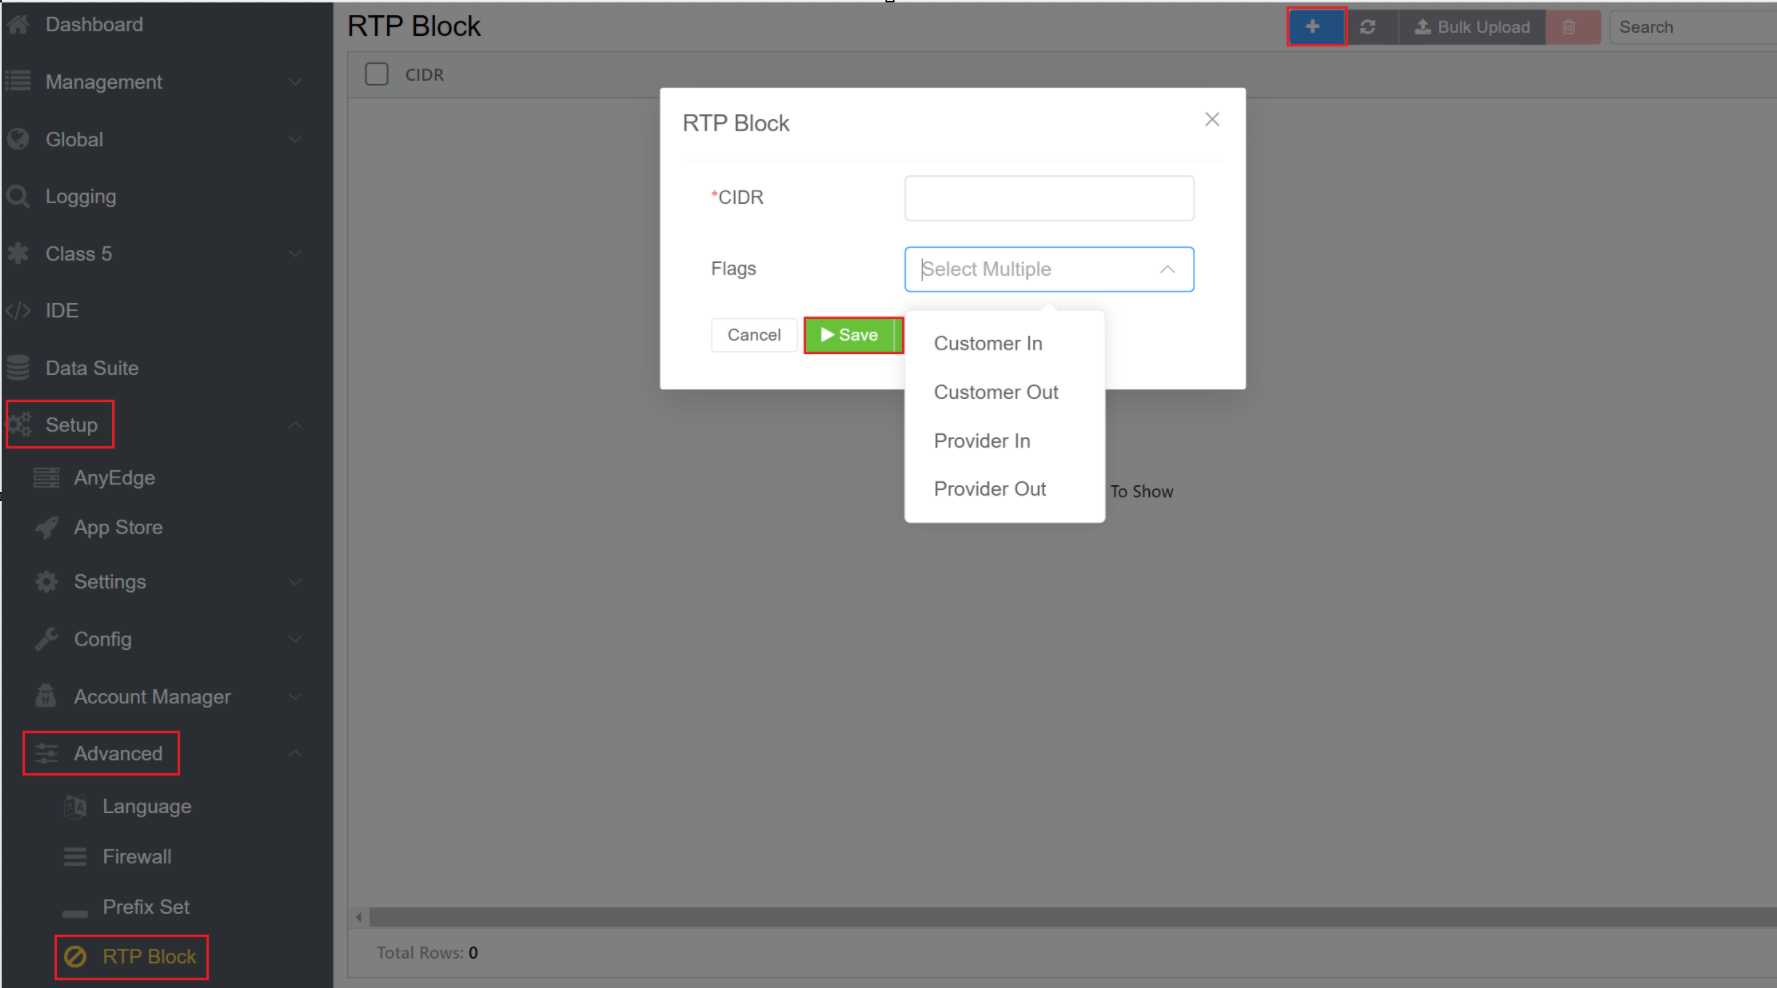 Dashboard
Management
Global
Logging
Class 5
IDE
Data Suite
Setup
AnyEdge
App Store
Settings
Config
Account Manager
Advanced
Language
Firewall
Prefix Set
RTP Block
RTP Block
Bulk Upload
Search
CIDR
RTP Block
*CIDR
Flags
Select Multiple
Cancel
Save
Customer In
Customer Out
Provider In
Provider Out
To Show
Total Rows: 0